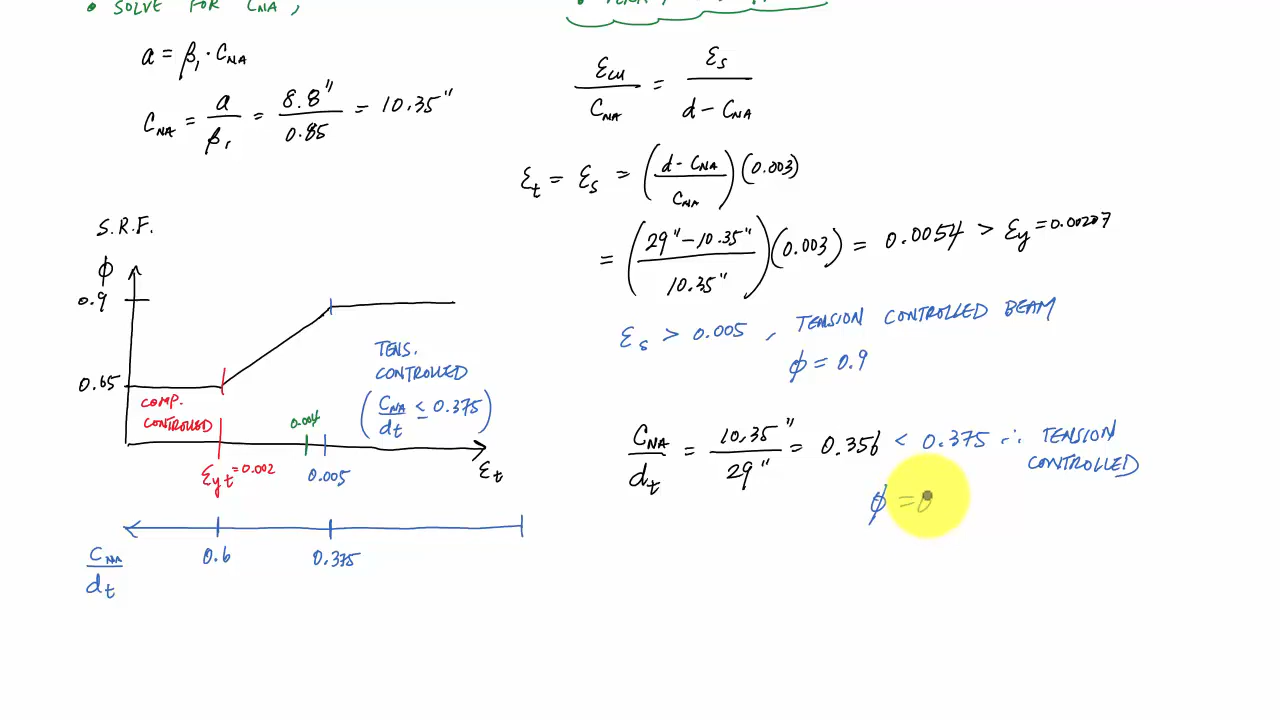 • SOLVE FOR CNA,
a = β₁ · CNA
CNA = a / β₁ = 8.8" / 0.85 = 10.35"
εcu / CNA = εs / d - CNA
εt = εs = (d - CNA / CNA) (0.003)
= (29" - 10.35" / 10.35") (0.003) = 0.0054 > εy = 0.00207
εs > 0.005, TENSION CONTROLLED BEAM
ϕ = 0.9
CNA / dt = 10.35" / 29" = 0.356 < 0.375 ∴ TENSION
CONTROLLED
ϕ = 0
S.R.F.
ϕ
0.9
0.65
COMP.
CONTROLLED
TENS.
CONTROLLED
(CNA / dt ≤ 0.375)
0.004
εyt = 0.002
0.005
εt
CNA / dt
0.6
0.375